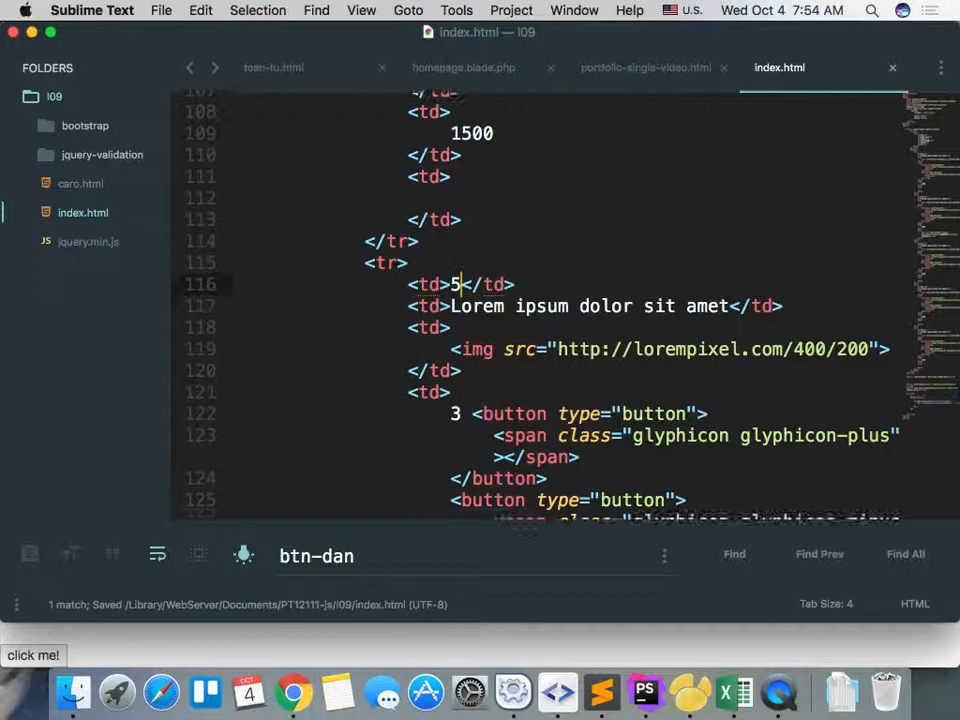 Sublime Text File Edit Selection Find View Goto Tools Project Window Help U.S. Wed Oct 4 7:54 AM
index.html — l09
FOLDERS
l09
bootstrap
jquery-validation
caro.html
index.html
jquery.min.js
toan-tu.html homepage.blade.php portfolio-single-video.html index.html
107 </td>
108 <td>
109 1500
110 </td>
111 <td>
112
113 </td>
114 </tr>
115 <tr>
116 <td>5</td>
117 <td>Lorem ipsum dolor sit amet</td>
118 <td>
119 <img src="http://lorempixel.com/400/200">
120 </td>
121 <td>
122 3 <button type="button">
123 <span class="glyphicon glyphicon-plus"
></span>
124 </button>
125 <button type="button">
btn-dan Find Find Prev Find All
1 match; Saved /Library/WebServer/Documents/PT12111-js/l09/index.html (UTF-8) Tab Size: 4 HTML
click me!
OCT
4
PS